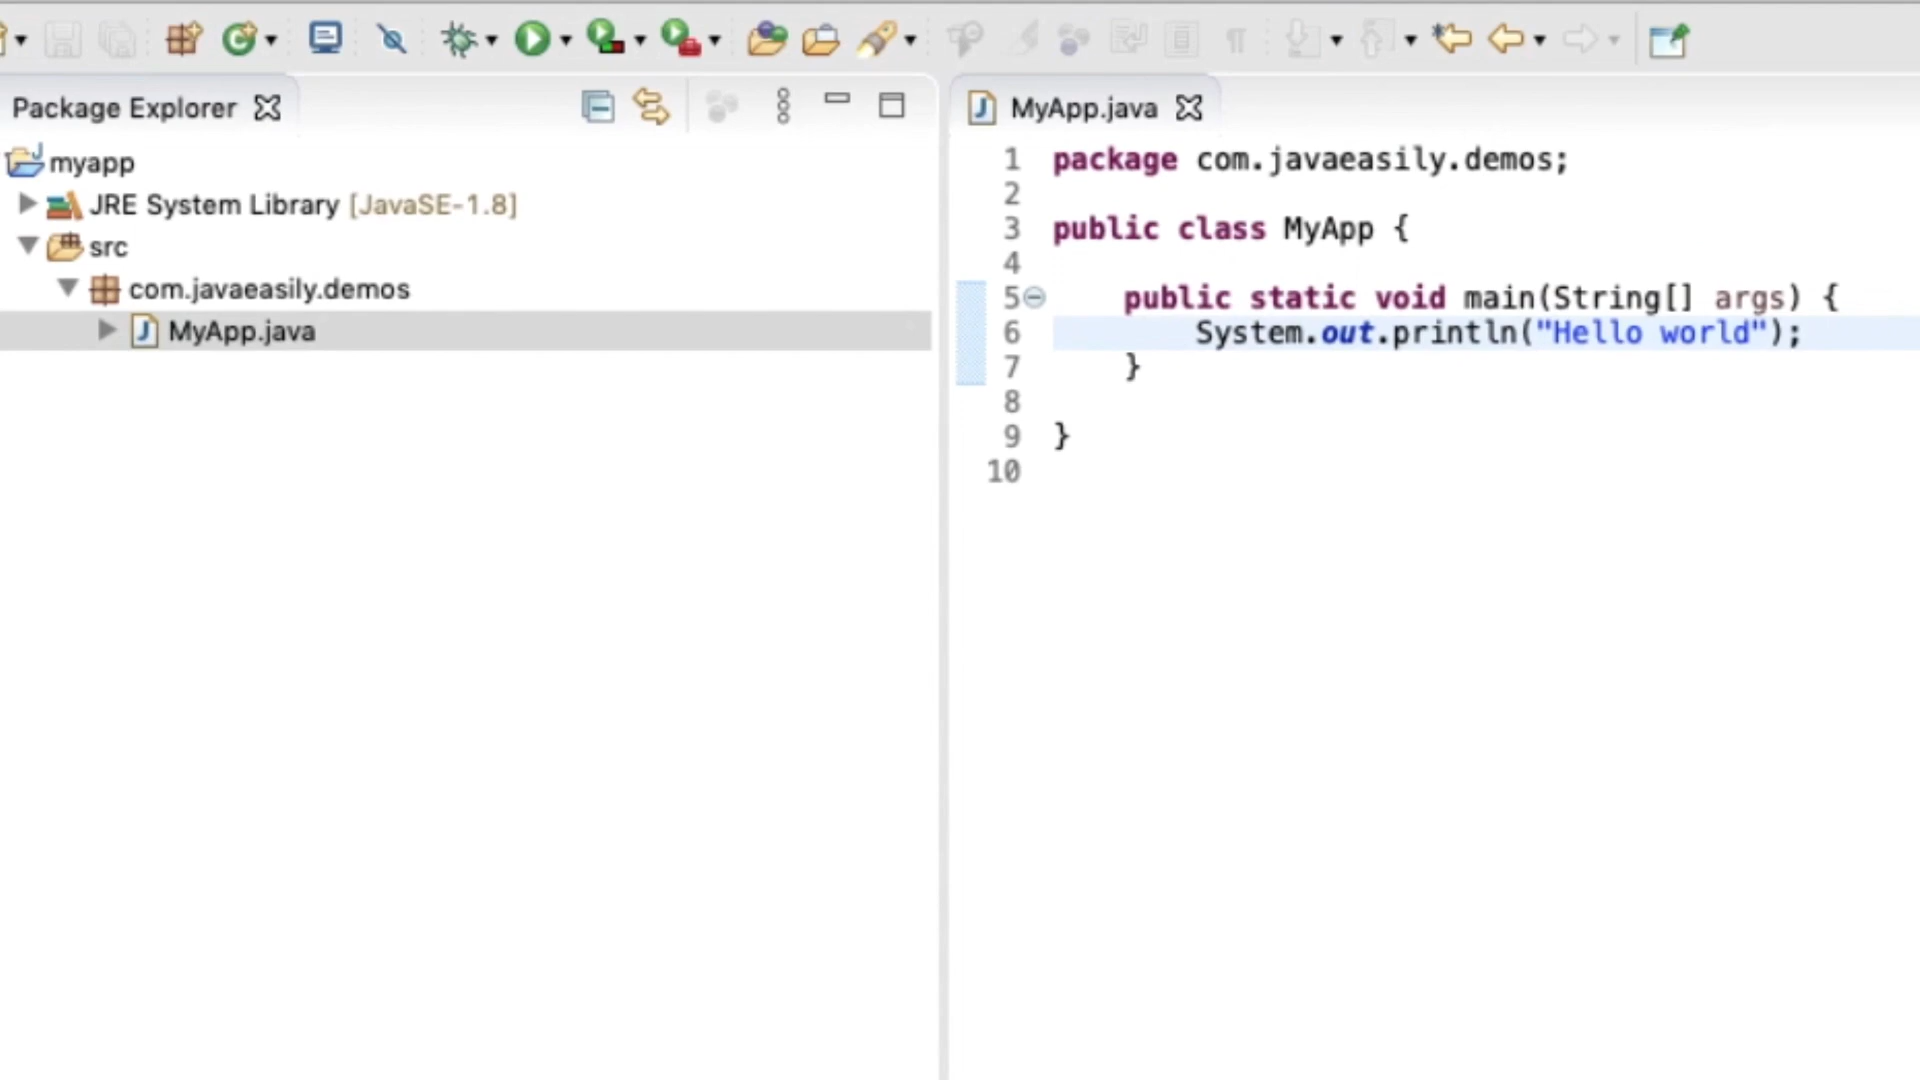 Package Explorer
myapp
JRE System Library [JavaSE-1.8]
src
com.javaeasily.demos
MyApp.java
MyApp.java
1 package com.javaeasily.demos;
2
3 public class MyApp {
4
5     public static void main(String[] args) {
6         System.out.println("Hello world");
7     }
8
9 }
10